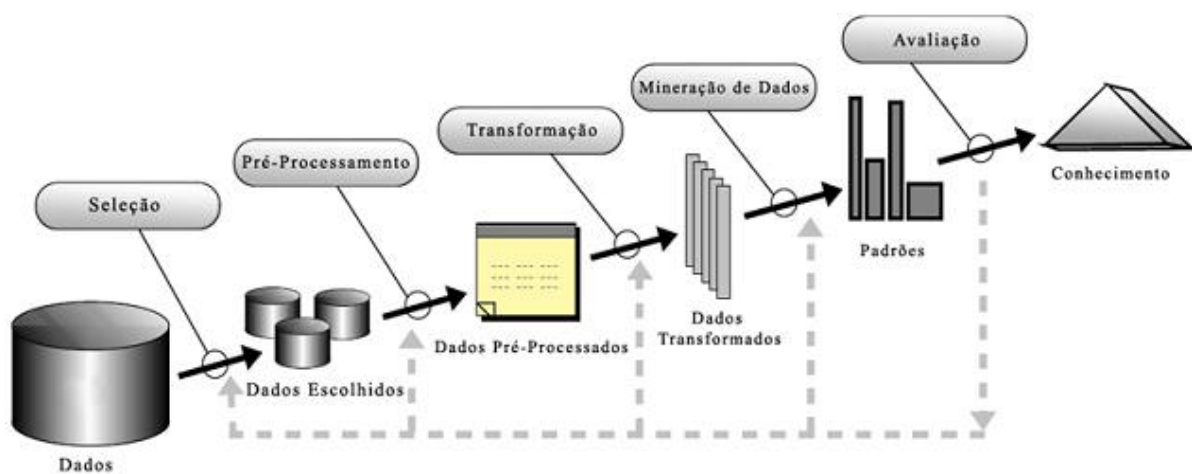 Avaliação
Mineração de Dados
Transformação
Pré-Processamento
Seleção
Conhecimento
Padrões
Dados
Transformados
Dados Pré-Processados
Dados Escolhidos
Dados